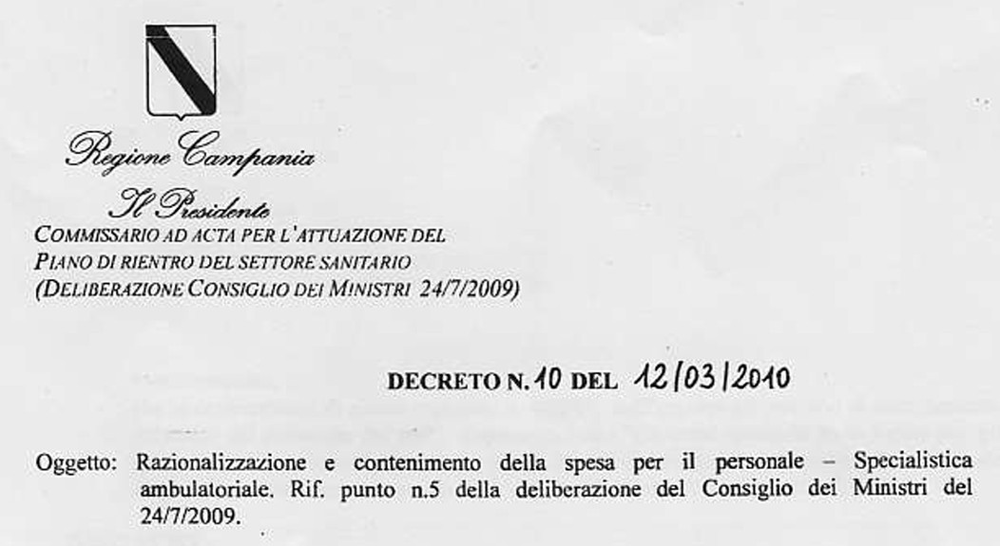 Regione Campania
Il Presidente
COMMISSARIO AD ACTA PER L'ATTUAZIONE DEL
PIANO DI RIENTRO DEL SETTORE SANITARIO
(DELIBERAZIONE CONSIGLIO DEI MINISTRI 24/7/2009)
DECRETO N. 10 DEL 12/03/2010
Oggetto: Razionalizzazione e contenimento della spesa per il personale – Specialistica
ambulatoriale. Rif. punto n.5 della deliberazione del Consiglio dei Ministri del
24/7/2009.